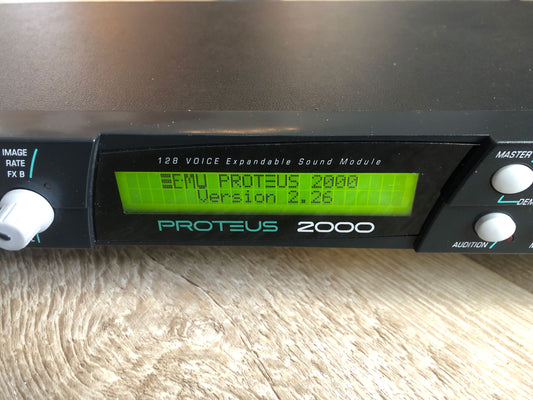 IMAGE
RATE
FX B
128 VOICE Expandable Sound Module
EMU PROTEUS 2000
Version 2.26
PROTEUS 2000
MASTER
AUDITION